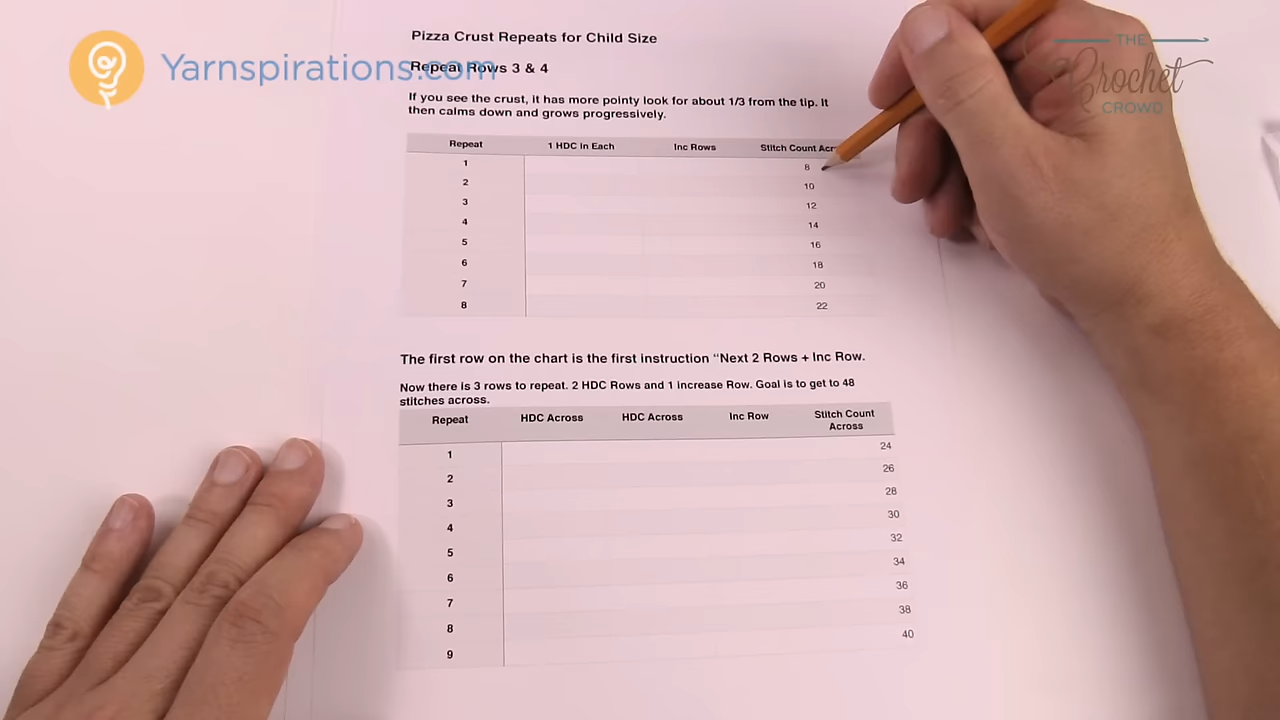 Yarnspirations.com
THE
Crochet
CROWD
Pizza Crust Repeats for Child Size
Repeat Rows 3 & 4
If you see the crust, it has more pointy look for about 1/3 from the tip. It
then calms down and grows progressively.
Repeat 1 HDC in Each Inc Rows Stitch Count
1 8
2 10
3 12
4 14
5 16
6 18
7 20
8 22
The first row on the chart is the first instruction “Next 2 Rows + Inc Row.
Now there is 3 rows to repeat. 2 HDC Rows and 1 increase Row. Goal is to get to 48
stitches across.
Repeat HDC Across HDC Across Inc Row Stitch Count
Across
1 24
2 26
3 28
4 30
5 32
6 34
7 36
8 38
9 40